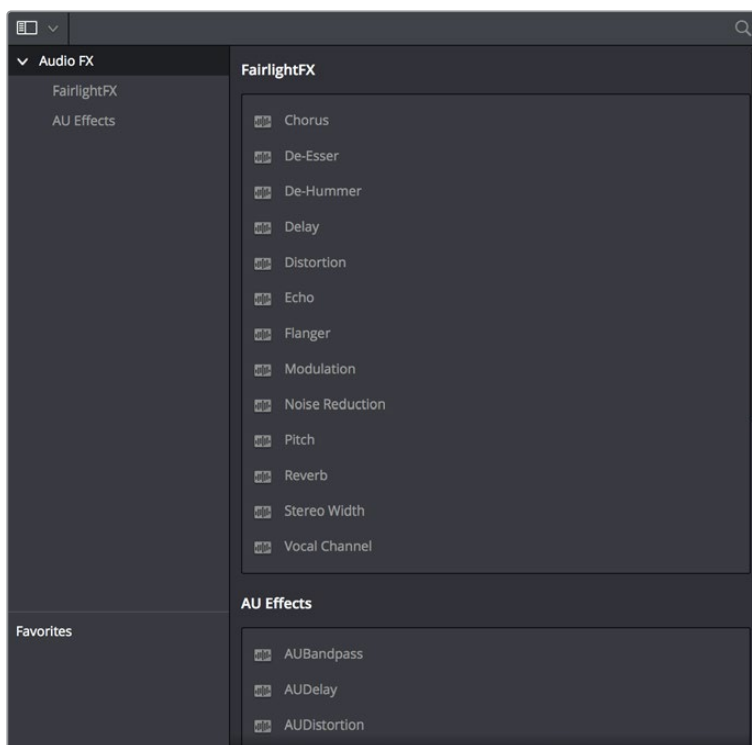 Audio FX
FairlightFX
AU Effects
Favorites
FairlightFX
Chorus
De-Esser
De-Hummer
Delay
Distortion
Echo
Flanger
Modulation
Noise Reduction
Pitch
Reverb
Stereo Width
Vocal Channel
AU Effects
AUBandpass
AUDelay
AUDistortion